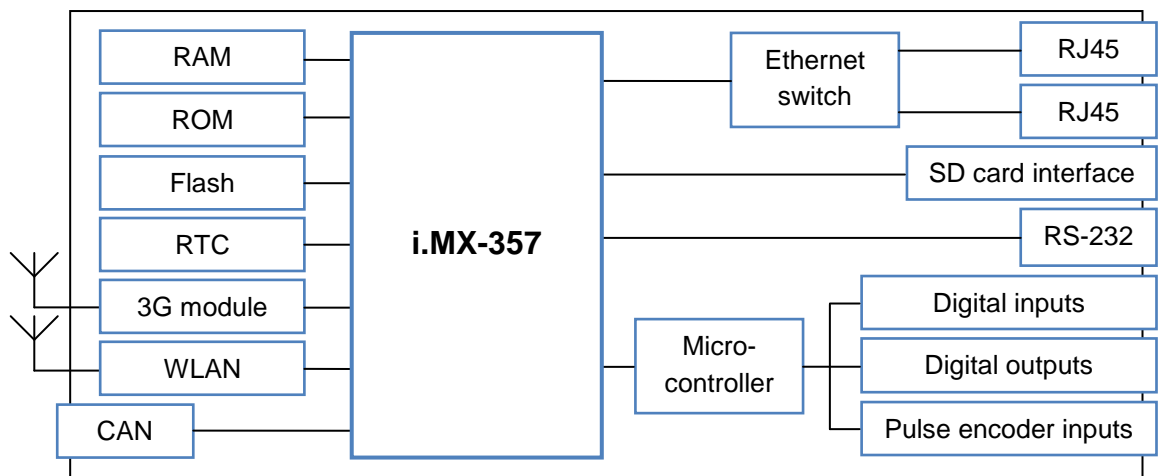 RAM
ROM
Flash
RTC
3G module
WLAN
CAN
i.MX-357
Ethernet
switch
RJ45
RJ45
SD card interface
RS-232
Micro-
controller
Digital inputs
Digital outputs
Pulse encoder inputs